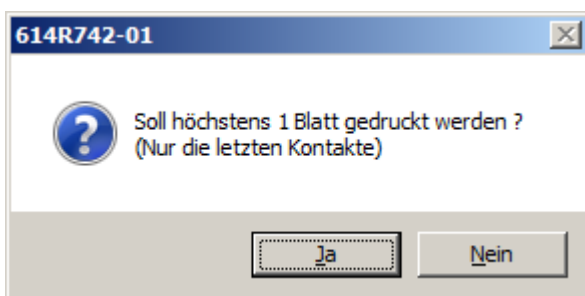 614R742-01
Soll höchstens 1 Blatt gedruckt werden ?
(Nur die letzten Kontakte)
Ja Nein